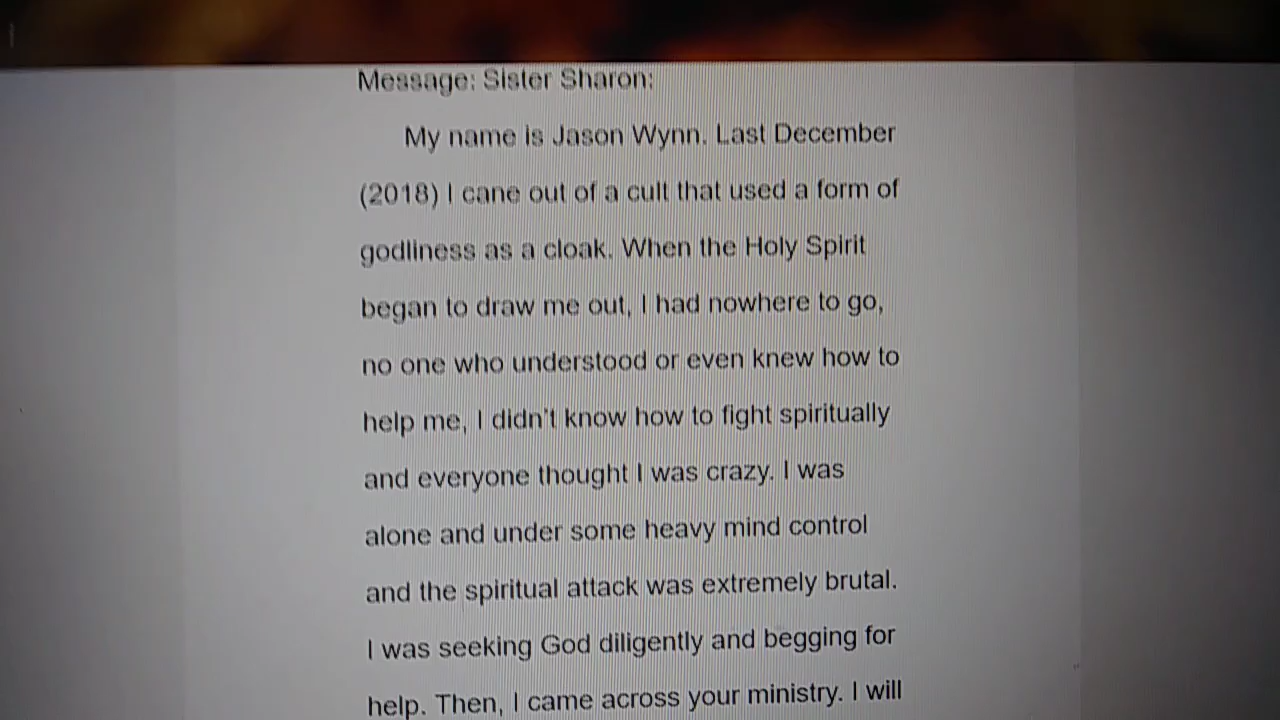 Message: Sister Sharon:
My name is Jason Wynn. Last December
(2018) I cane out of a cult that used a form of
godliness as a cloak. When the Holy Spirit
began to draw me out, I had nowhere to go,
no one who understood or even knew how to
help me, I didn't know how to fight spiritually
and everyone thought I was crazy. I was
alone and under some heavy mind control
and the spiritual attack was extremely brutal.
I was seeking God diligently and begging for
help. Then, I came across your ministry. I will